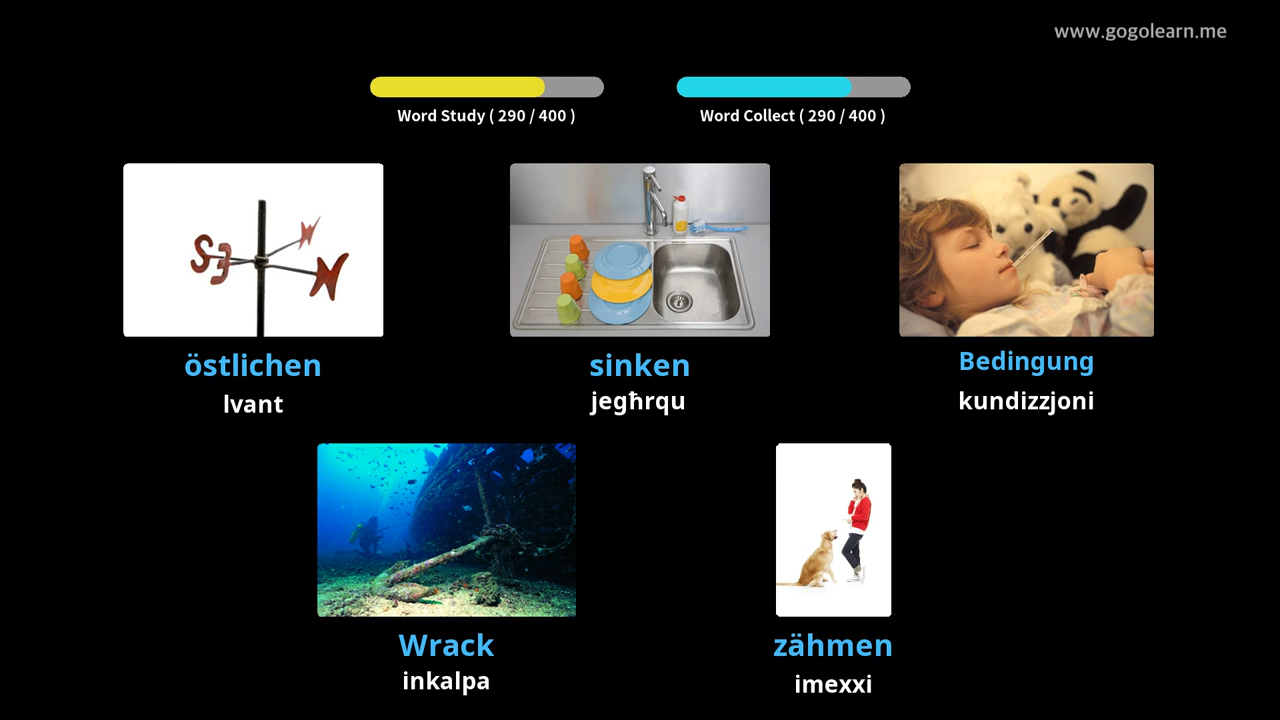 www.gogolearn.me
Word Study ( 290 / 400 )
Word Collect ( 290 / 400 )
S E N N
östlichen
lvant
sinken
jegħrqu
Bedingung
kundizzjoni
Wrack
inkalpa
zähmen
imexxi